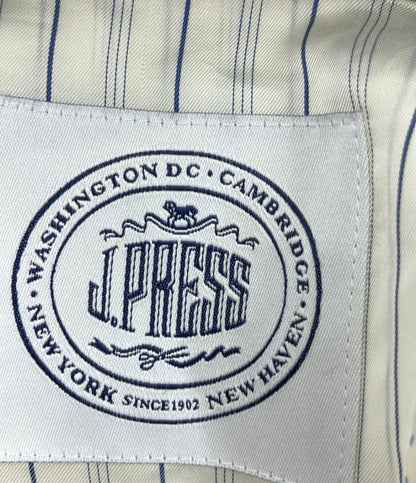 WASHINGTON DC · CAMBRIDGE ·
J.PRESS
· NEW YORK SINCE 1902 NEW HAVEN ·